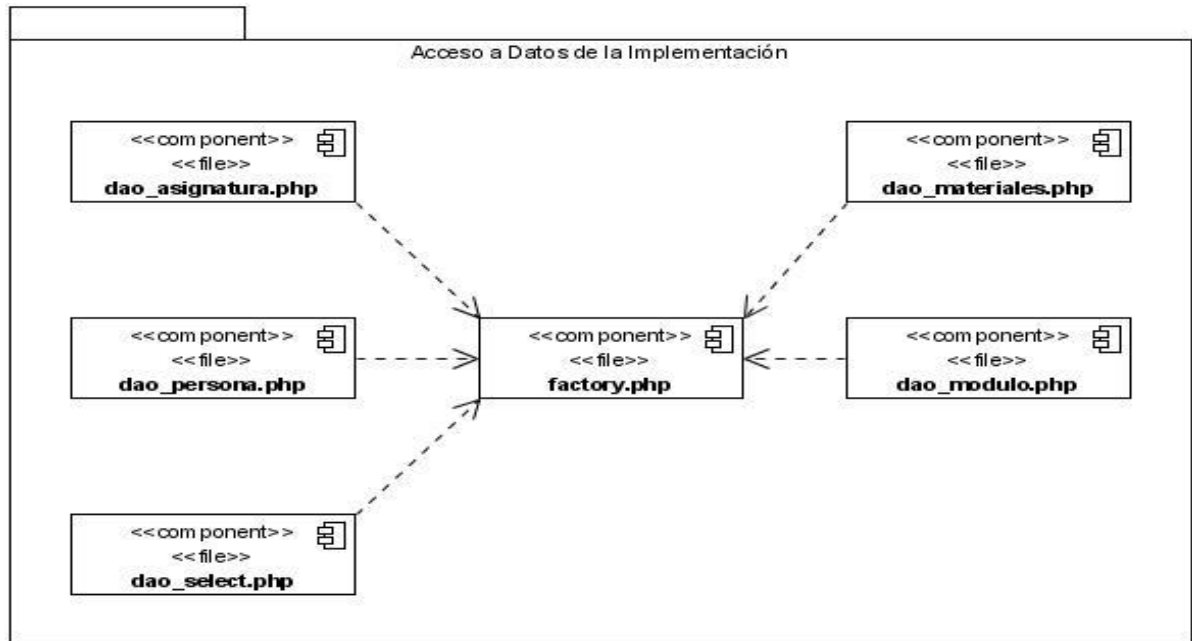 Acceso a Datos de la Implementación
<<component>>
<<file>>
dao_asignatura.php
<<component>>
<<file>>
dao_materiales.php
<<component>>
<<file>>
dao_persona.php
<<component>>
<<file>>
factory.php
<<component>>
<<file>>
dao_modulo.php
<<component>>
<<file>>
dao_select.php